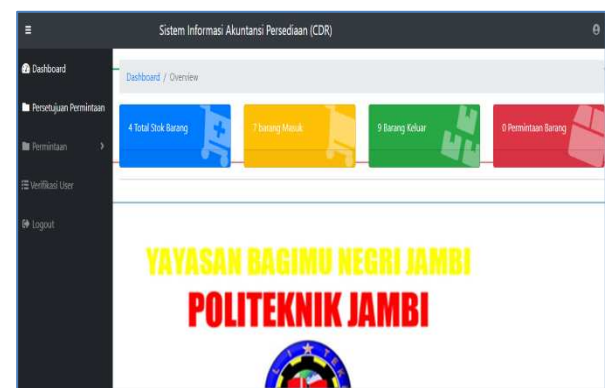 Sistem Informasi Akuntansi Persediaan (CDR)
Dashboard
Persetujuan Permintaan
Permintaan
Verifikasi User
Logout
Dashboard / Overview
4 Total Stok Barang
7 barang Masuk
9 Barang Keluar
0 Permintaan Barang
YAYASAN BAGIMU NEGRI JAMBI
POLITEKNIK JAMBI
L I T E K